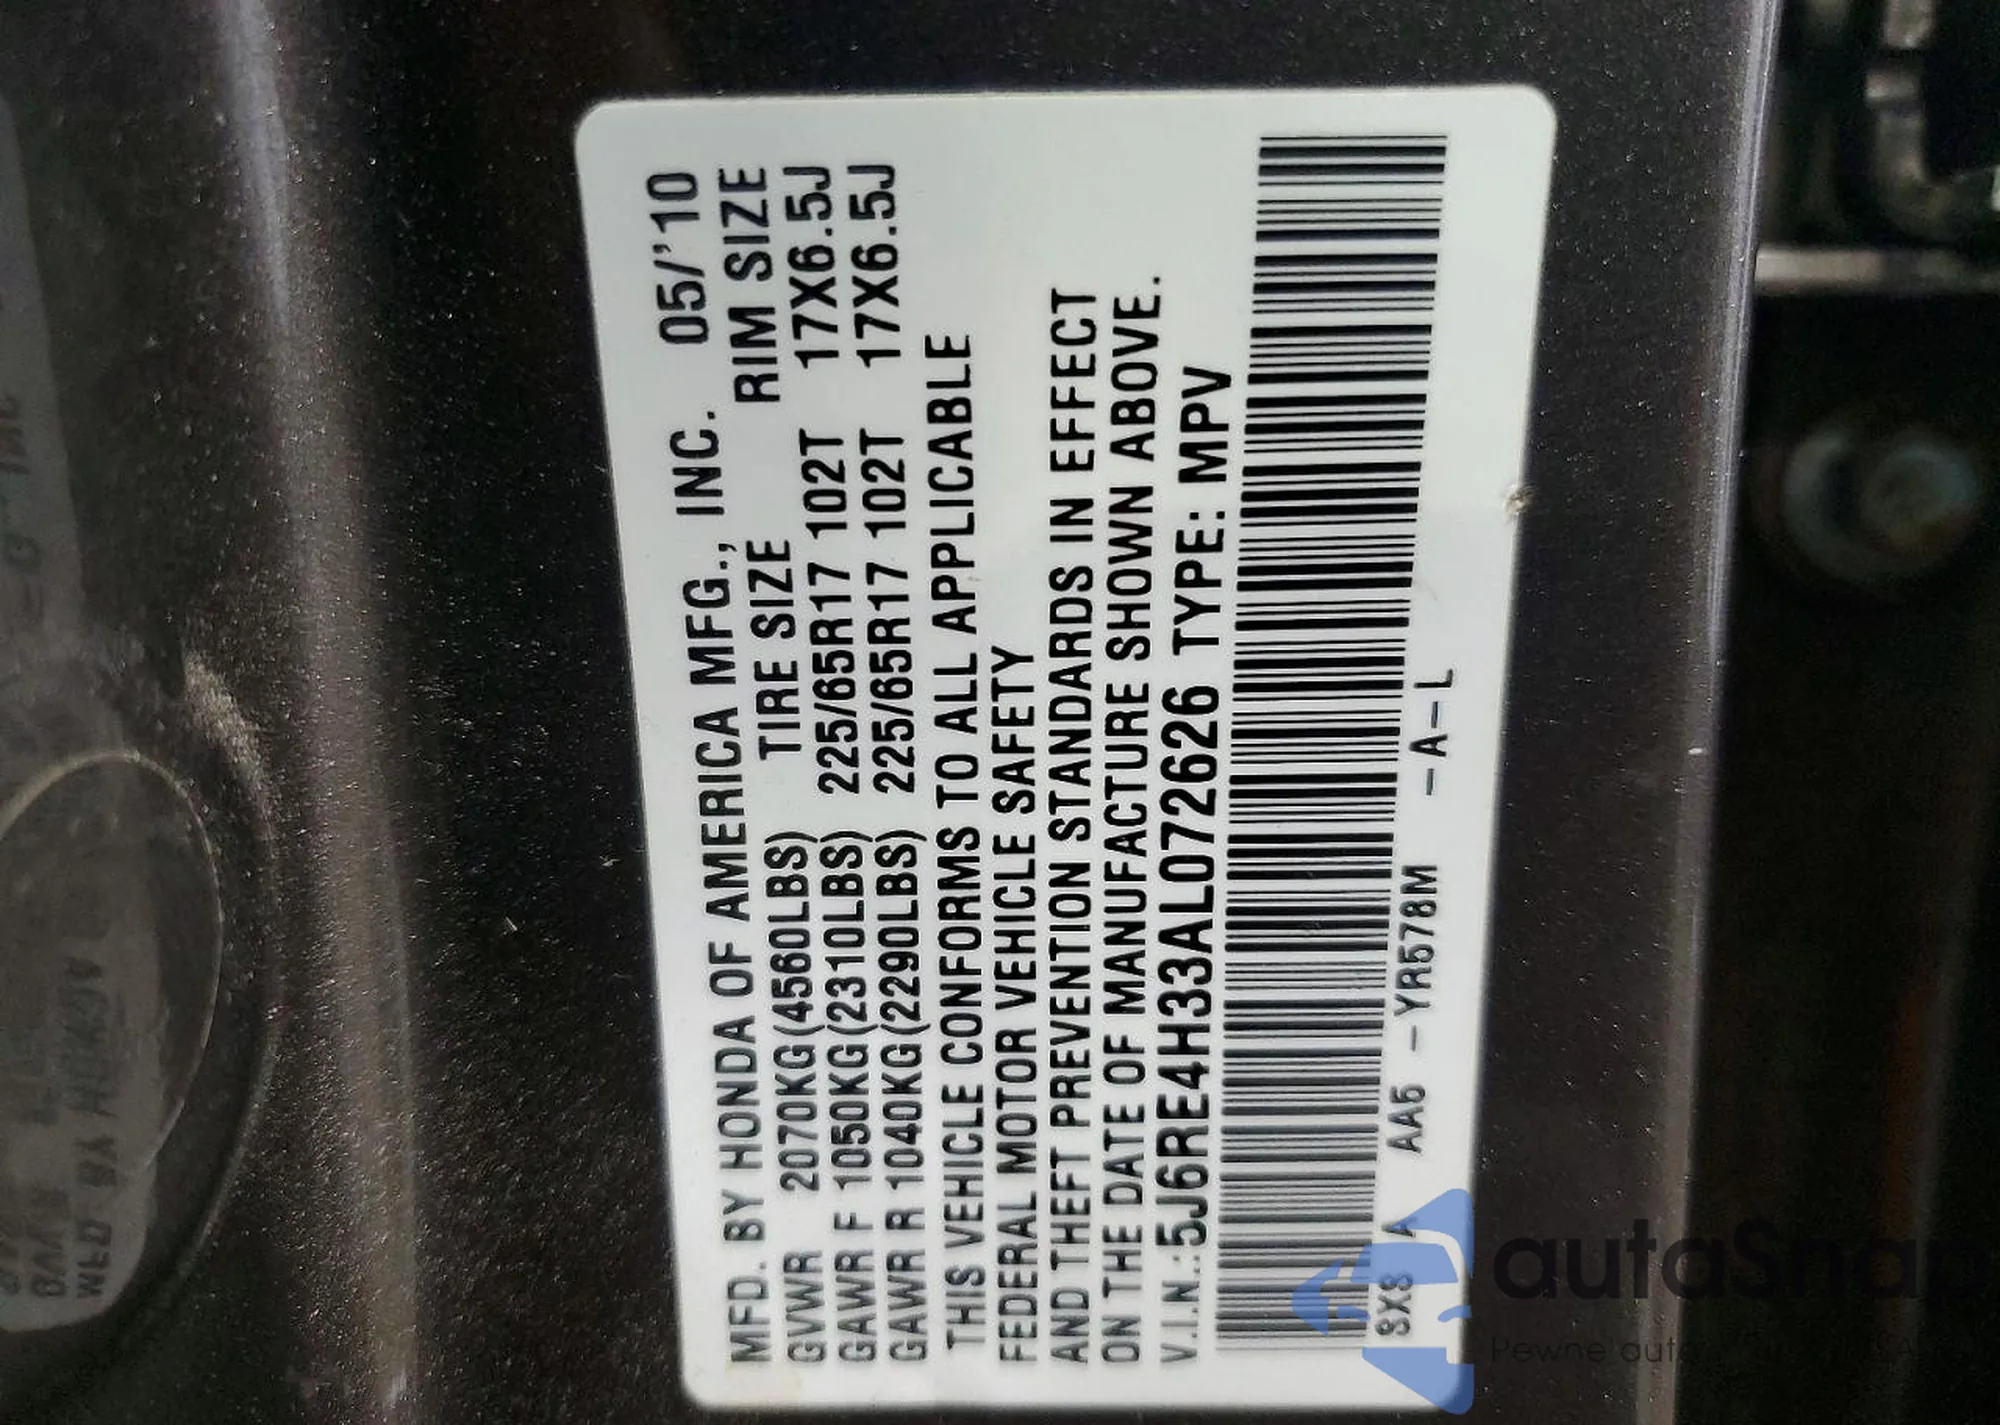 MFD. BY HONDA OF AMERICA MFG., INC. 05/'10
TIRE SIZE RIM SIZE
GVWR 2070KG(4560LBS)
GAWR F 1050KG(2310LBS) 225/65R17 102T 17X6.5J
GAWR R 1040KG(2290LBS) 225/65R17 102T 17X6.5J
THIS VEHICLE CONFORMS TO ALL APPLICABLE
FEDERAL MOTOR VEHICLE SAFETY
AND THEFT PREVENTION STANDARDS IN EFFECT
ON THE DATE OF MANUFACTURE SHOWN ABOVE.
V.I.N.:5J6RE4H33AL072626 TYPE: MPV
SX8 A AA5 -YR578M -A-L
autaSnap
Pewne